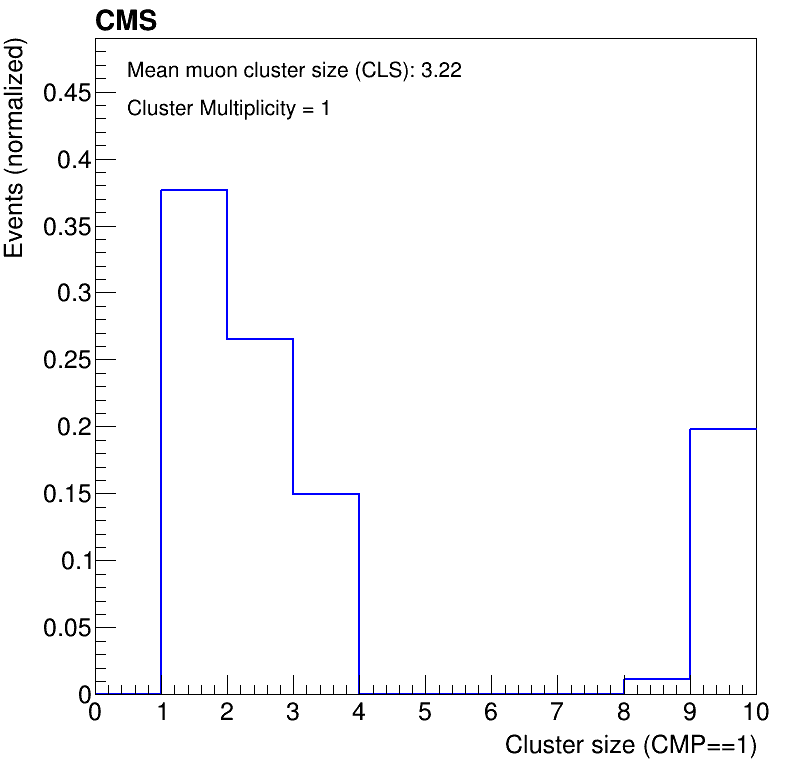 CMS
Mean muon cluster size (CLS): 3.22
Cluster Multiplicity = 1
Events (normalized)
0.45
0.4
0.35
0.3
0.25
0.2
0.15
0.1
0.05
0
0 1 2 3 4 5 6 7 8 9 10
Cluster size (CMP==1)